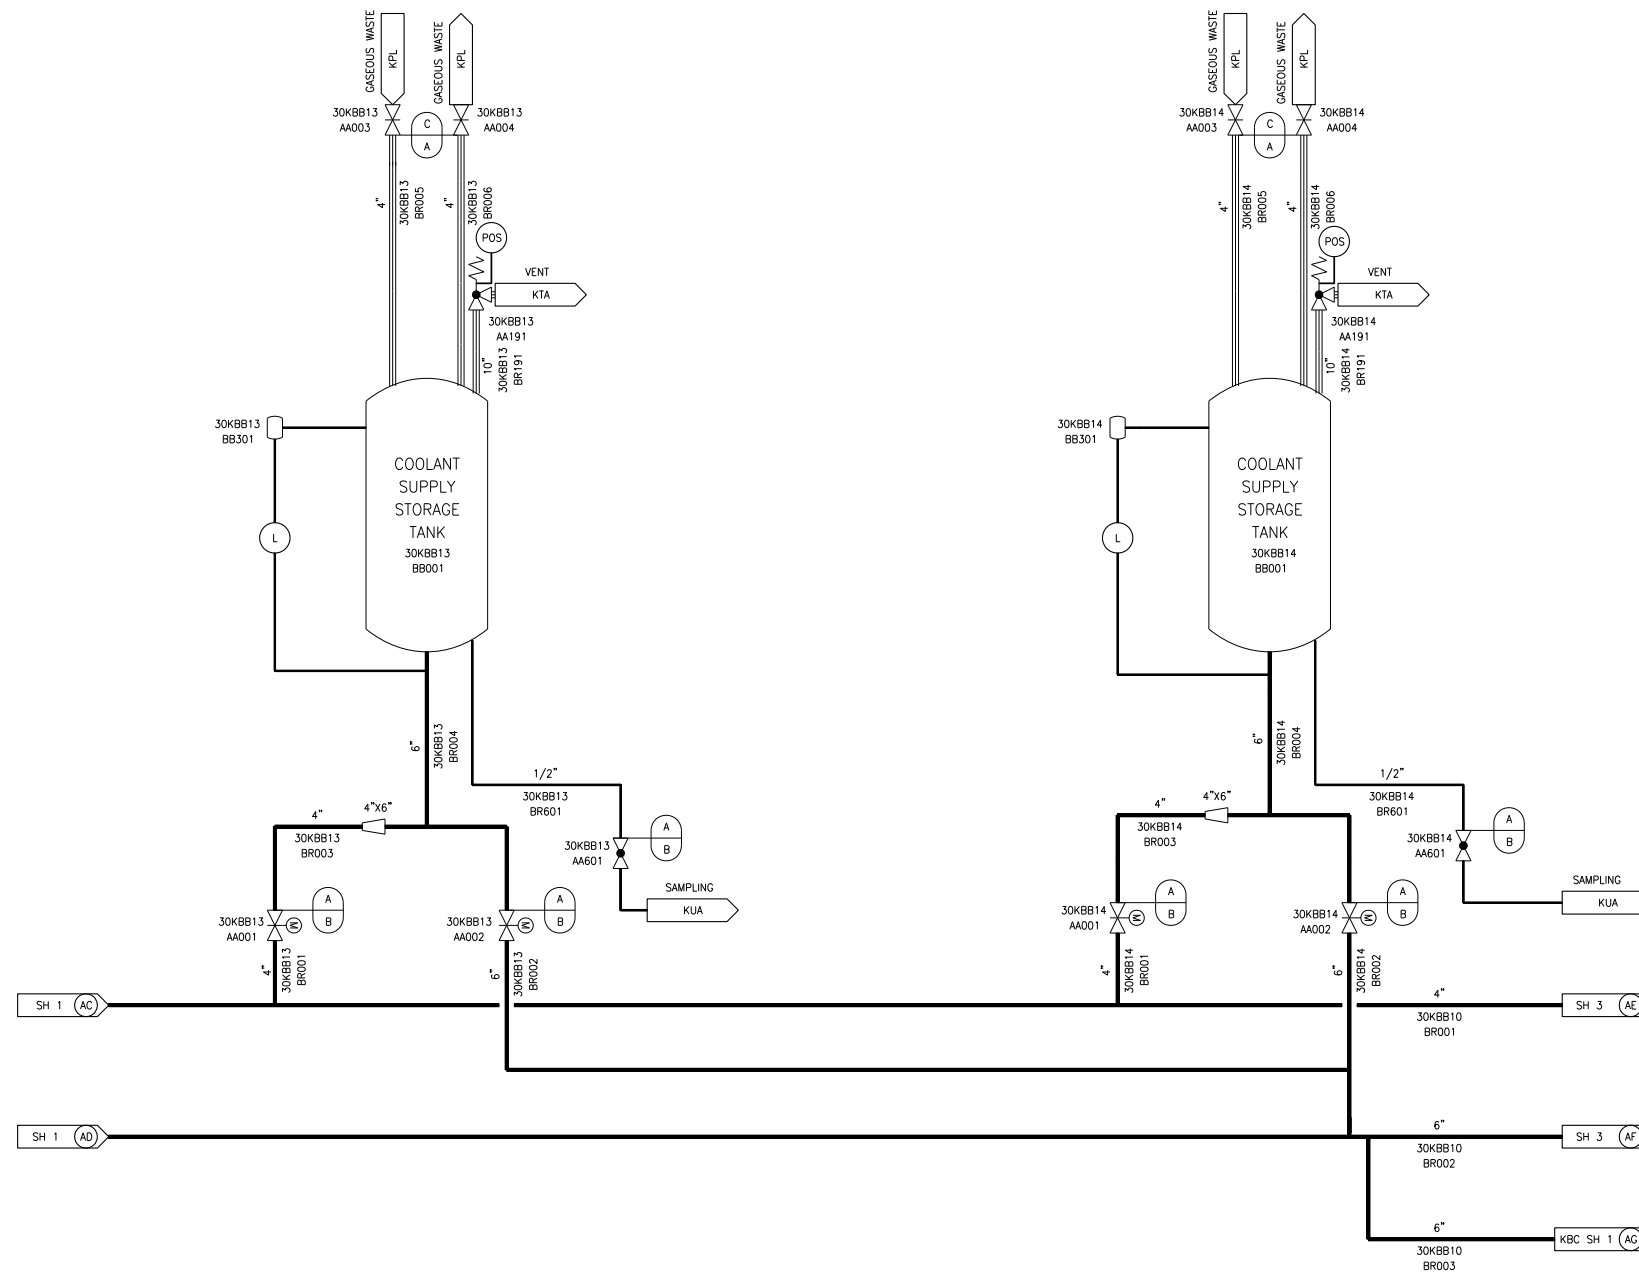 GASEOUS WASTE
KPL
GASEOUS WASTE
KPL
30KBB13
AA003
C
A
30KBB13
AA004
4"
30KBB13
BR005
4"
30KBB13
BR006
POS
VENT
KTA
30KBB13
AA191
10"
30KBB13
BR191
30KBB13
BB301
L
COOLANT
SUPPLY
STORAGE
TANK
30KBB13
BB001
6"
30KBB13
BR004
1/2"
30KBB13
BR601
4"
4"X6"
30KBB13
BR003
30KBB13
AA601
A
B
SAMPLING
KUA
30KBB13
AA001
M
A
B
30KBB13
AA002
M
A
B
4"
30KBB13
BR001
6"
30KBB13
BR002
GASEOUS WASTE
KPL
GASEOUS WASTE
KPL
30KBB14
AA003
C
A
30KBB14
AA004
4"
30KBB14
BR005
4"
30KBB14
BR006
POS
VENT
KTA
30KBB14
AA191
10"
30KBB14
BR191
30KBB14
BB301
L
COOLANT
SUPPLY
STORAGE
TANK
30KBB14
BB001
6"
30KBB14
BR004
1/2"
30KBB14
BR601
4"
4"X6"
30KBB14
BR003
30KBB14
AA601
A
B
SAMPLING
KUA
30KBB14
AA001
M
A
B
30KBB14
AA002
M
A
B
4"
30KBB14
BR001
6"
30KBB14
BR002
SH 1 AC
4"
30KBB10
BR001
SH 3 AE
SH 1 AD
6"
30KBB10
BR002
SH 3 AF
6"
30KBB10
BR003
KBC SH 1 AG